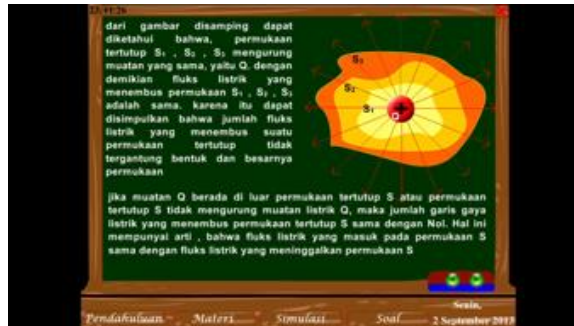 dari gambar disamping dapat
diketahui bahwa, permukaan
tertutup S₁ , S₂ , S₃ mengurung
muatan yang sama, yaitu Q. dengan
demikian fluks listrik yang
menembus permukaan S₁ , S₂ , S₃
adalah sama. karena itu dapat
disimpulkan bahwa jumlah fluks
listrik yang menembus suatu
permukaan tertutup tidak
tergantung bentuk dan besarnya
permukaan
S₃
S₂
S₁
+
Q
jika muatan Q berada di luar permukaan tertutup S atau permukaan
tertutup S tidak mengurung muatan listrik Q, maka jumlah garis gaya
listrik yang menembus permukaan tertutup S sama dengan Nol. Hal ini
mempunyai arti , bahwa fluks listrik yang masuk pada permukaan S
sama dengan fluks listrik yang meninggalkan permukaan S
Pendahuluan Materi Simulasi Soal
Senin,
2 September 2013